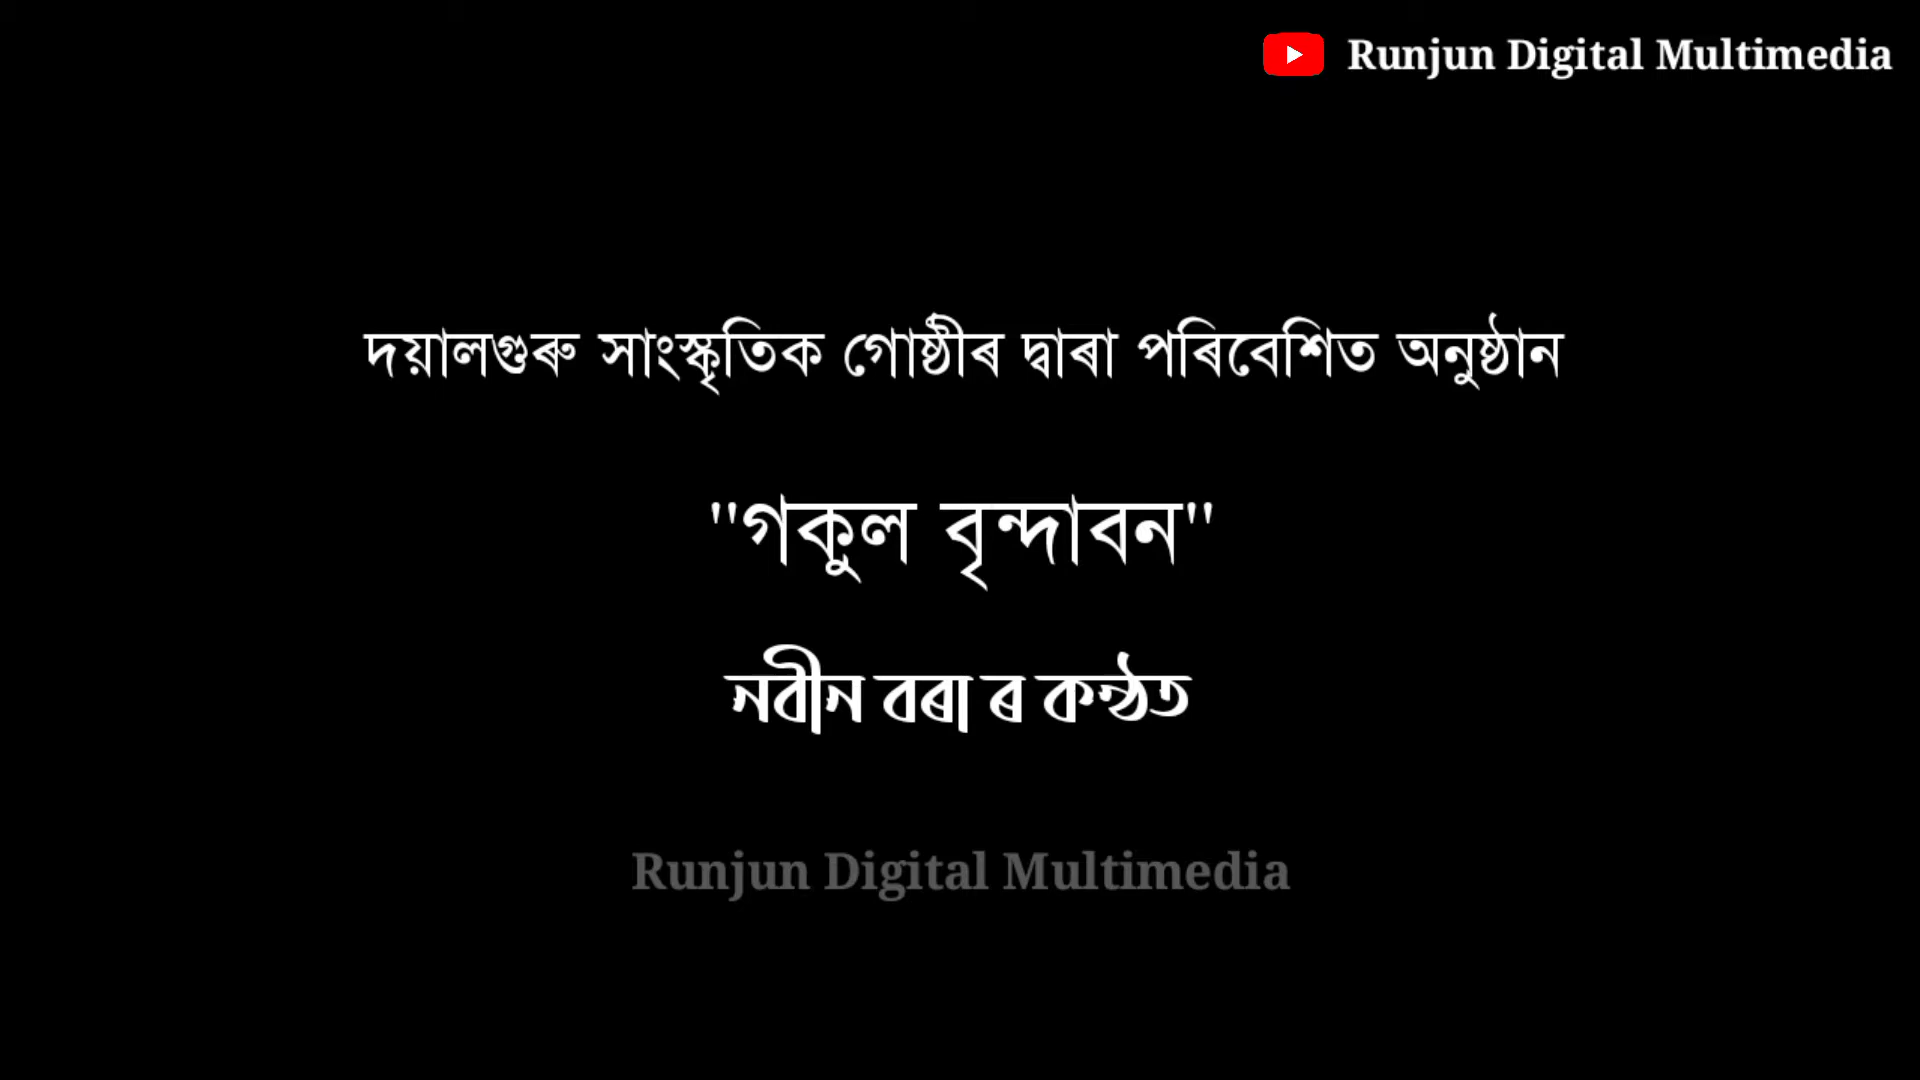 Runjun Digital Multimedia
দয়ালগুৰু সাংস্কৃতিক গোষ্ঠীৰ দ্বাৰা পৰিবেশিত অনুষ্ঠান
"গকুল বৃন্দাবন"
নবীন বৰা ৰ কন্ঠত
Runjun Digital Multimedia